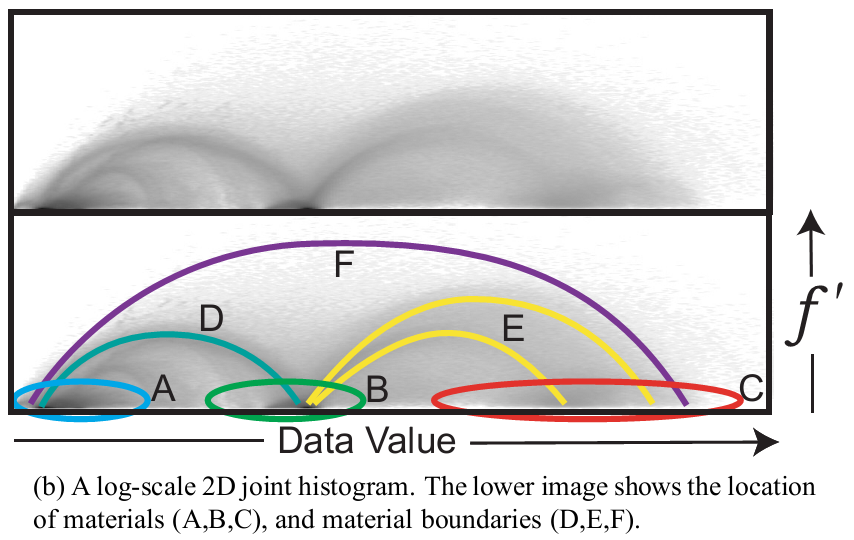 F
D
E
A
B
C
f'
Data Value
(b) A log-scale 2D joint histogram. The lower image shows the location
of materials (A,B,C), and material boundaries (D,E,F).